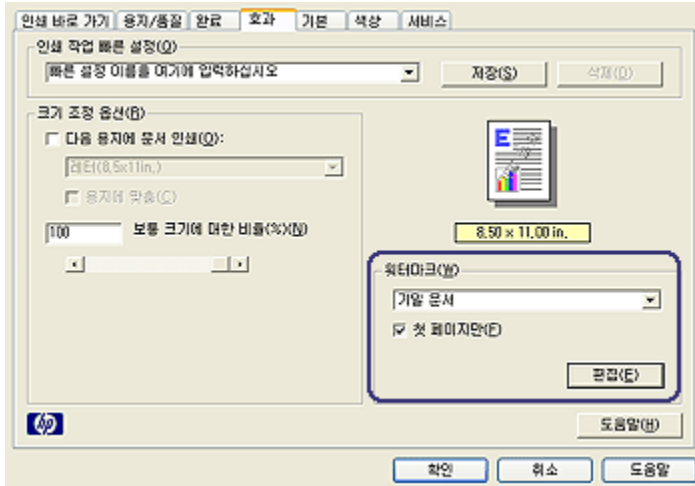 인쇄 바로 가기 용지/품질 완료 효과 기본 색상 서비스
인쇄 작업 빠른 설정(Q)
빠른 설정 이름을 여기에 입력하십시오 저장(S) 삭제(D)
크기 조정 옵션(R)
다음 용지에 문서 인쇄(O):
레터(8,5x11in,)
용지에 맞춤(C)
100 보통 크기에 대한 비율(%)(N)
E
8,50 × 11,00 in,
워터마크(W)
기밀 문서
첫 페이지만(F)
편집(E)
hp 도움말(H)
확인 취소 도움말